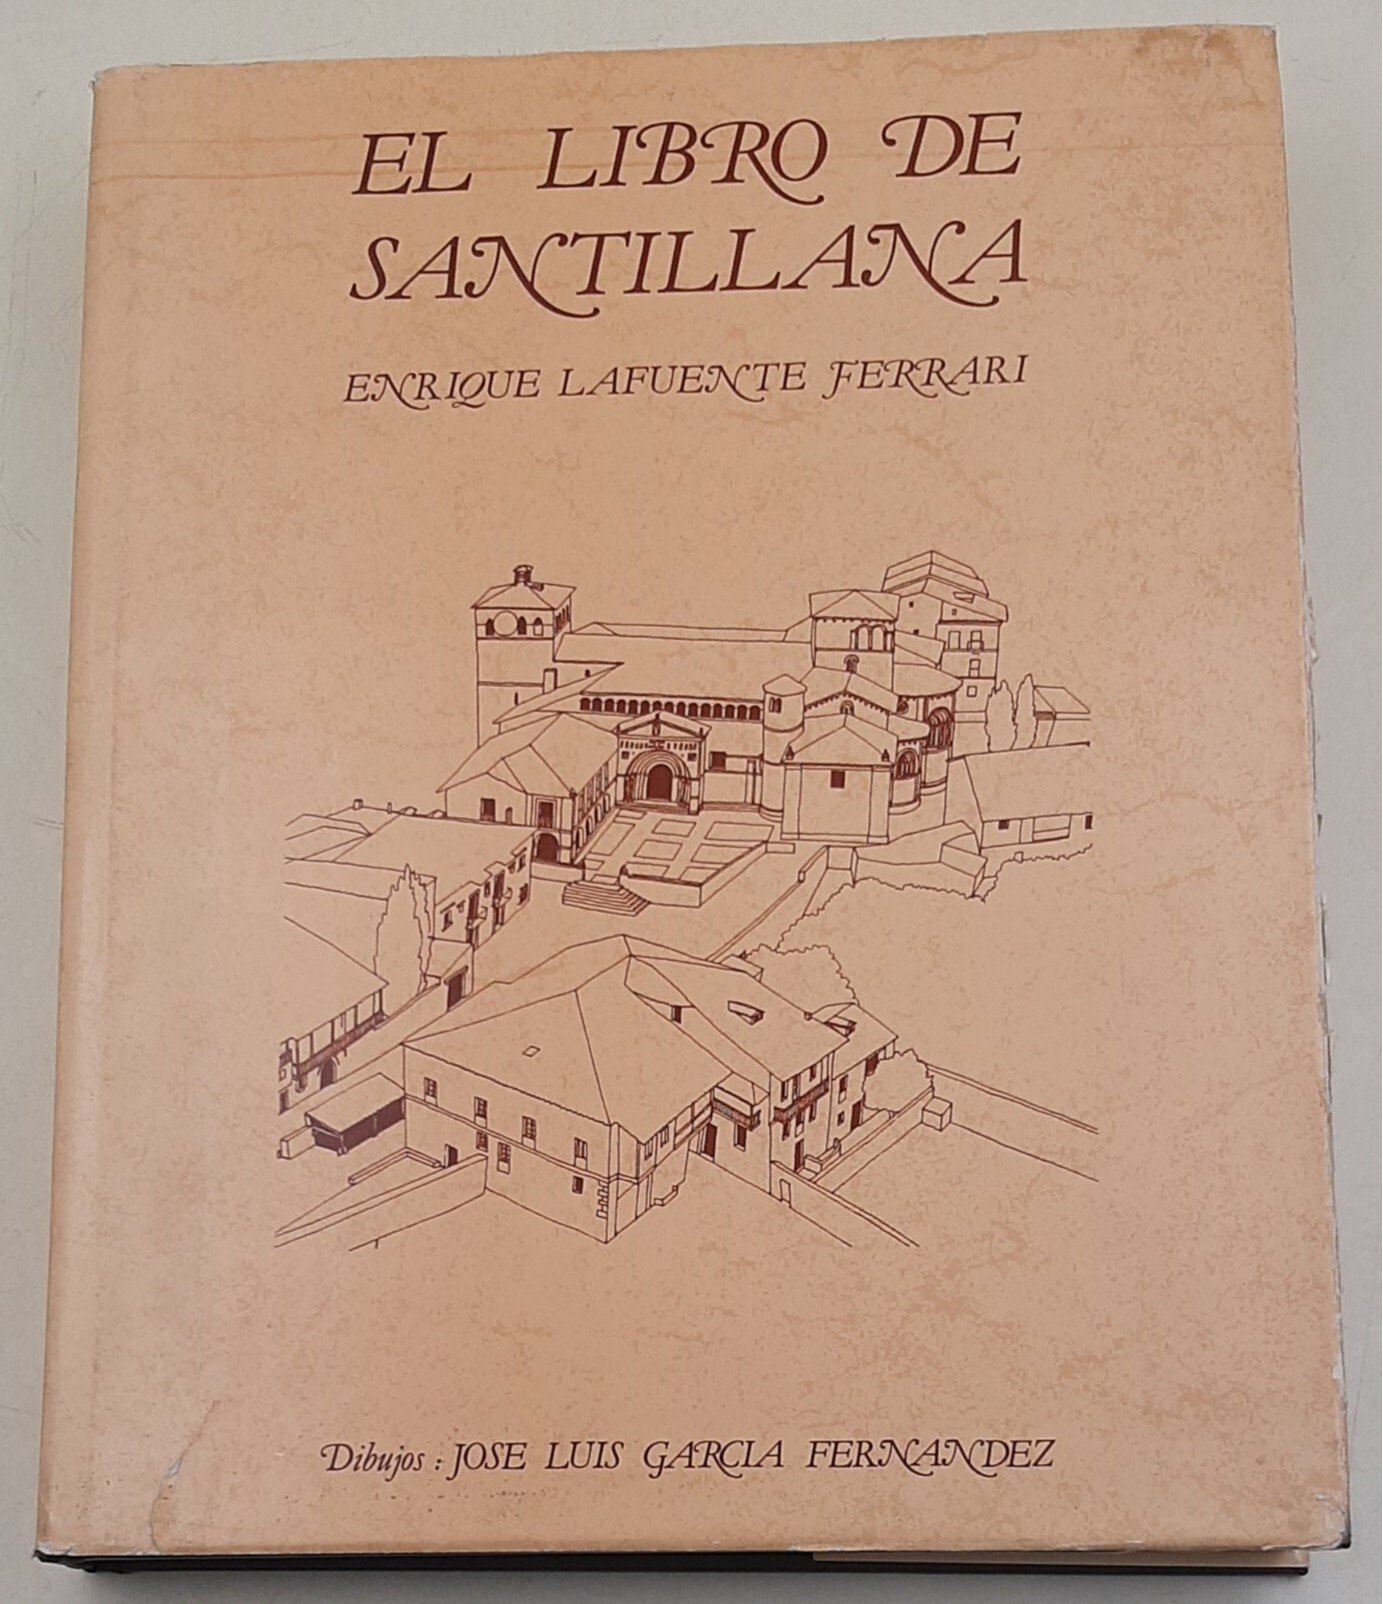 EL LIBRO DE
SANTILLANA
ENRIQUE LAFUENTE FERRARI
Dibujos : JOSE LUIS GARCIA FERNANDEZ